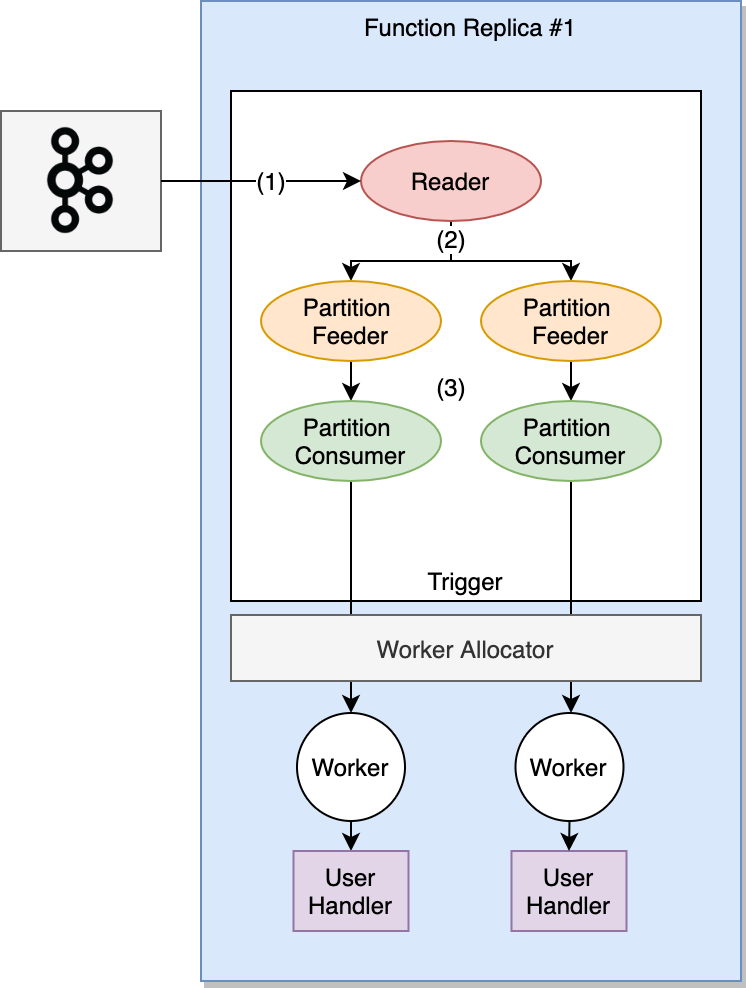 Function Replica #1
(1)
Reader
(2)
Partition
Feeder
Partition
Feeder
(3)
Partition
Consumer
Partition
Consumer
Trigger
Worker Allocator
Worker
Worker
User
Handler
User
Handler